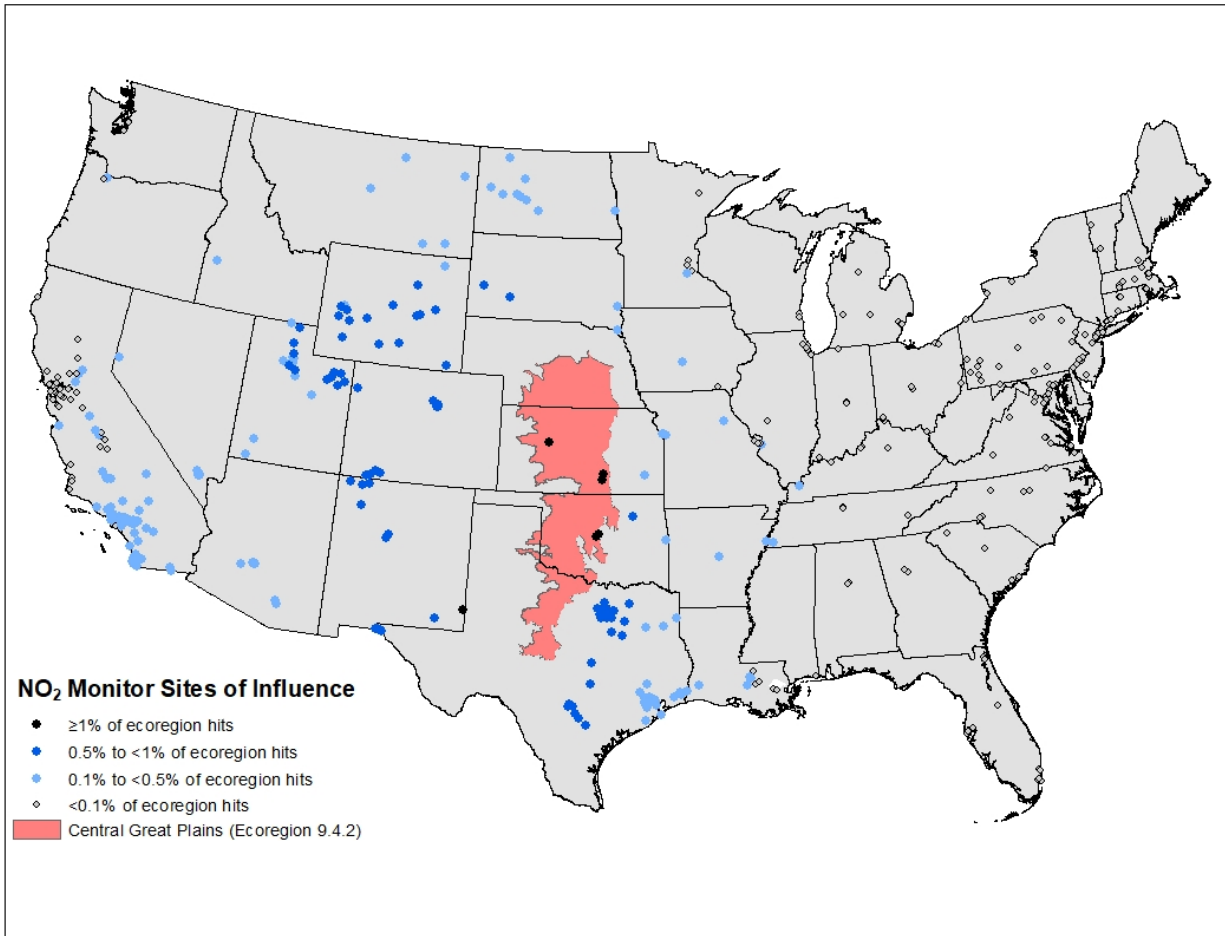 NO₂ Monitor Sites of Influence
≥1% of ecoregion hits
0.5% to <1% of ecoregion hits
0.1% to <0.5% of ecoregion hits
<0.1% of ecoregion hits
Central Great Plains (Ecoregion 9.4.2)